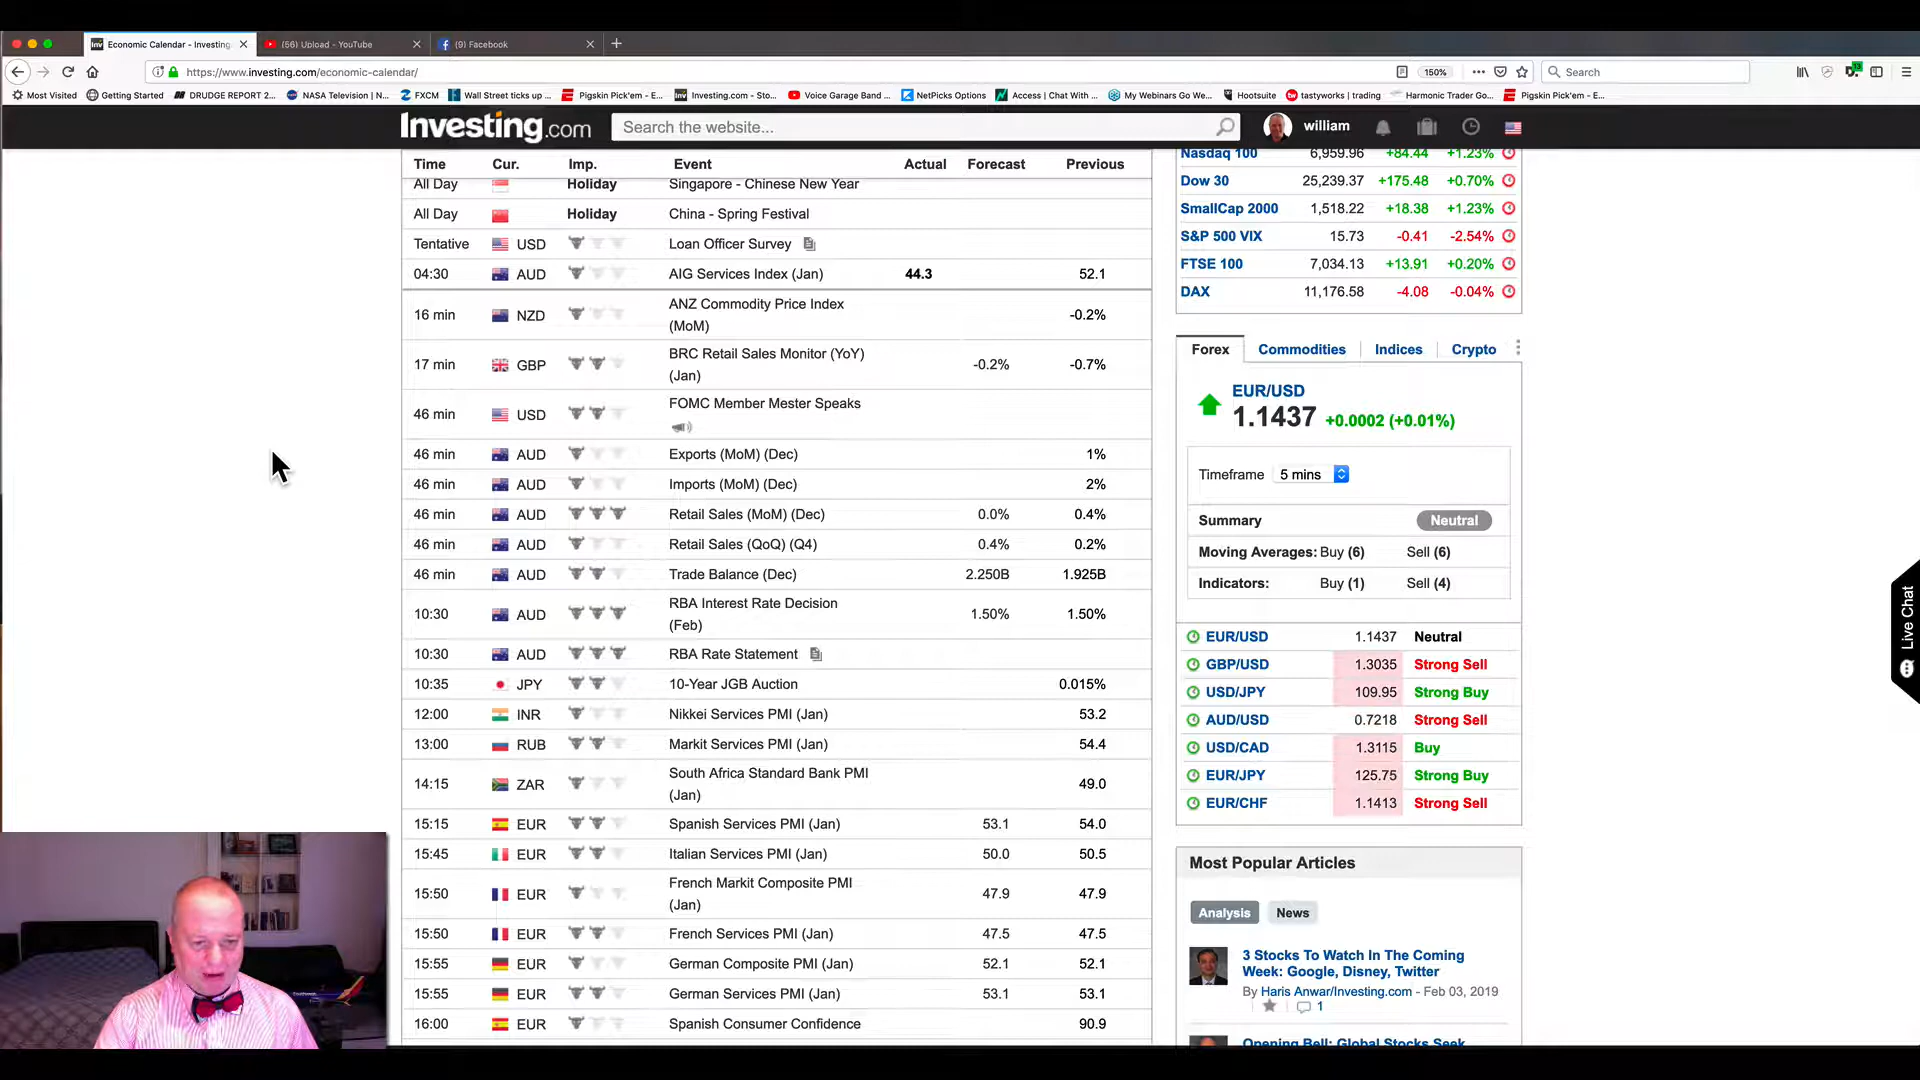 Economic Calendar - Investing
(56) Upload - YouTube
(9) Facebook
https://www.investing.com/economic-calendar/
150%
Search
Most Visited
Getting Started
DRUDGE REPORT 2...
NASA Television | N...
FXCM
Wall Street ticks up ...
Pigskin Pick'em - E...
Investing.com - Sto...
Voice Garage Band ...
NetPicks Options
Access | Chat With ...
My Webinars Go We...
Hootsuite
tastyworks | trading
Harmonic Trader Go...
Pigskin Pick'em - E...
Investing.com
Search the website...
william
Time Cur. Imp. Event Actual Forecast Previous
All Day Holiday Singapore - Chinese New Year
All Day Holiday China - Spring Festival
Tentative USD Loan Officer Survey
04:30 AUD AIG Services Index (Jan) 44.3 52.1
16 min NZD ANZ Commodity Price Index
(MoM) -0.2%
17 min GBP BRC Retail Sales Monitor (YoY)
(Jan) -0.2% -0.7%
46 min USD FOMC Member Mester Speaks
46 min AUD Exports (MoM) (Dec) 1%
46 min AUD Imports (MoM) (Dec) 2%
46 min AUD Retail Sales (MoM) (Dec) 0.0% 0.4%
46 min AUD Retail Sales (QoQ) (Q4) 0.4% 0.2%
46 min AUD Trade Balance (Dec) 2.250B 1.925B
10:30 AUD RBA Interest Rate Decision
(Feb) 1.50% 1.50%
10:30 AUD RBA Rate Statement
10:35 JPY 10-Year JGB Auction 0.015%
12:00 INR Nikkei Services PMI (Jan) 53.2
13:00 RUB Markit Services PMI (Jan) 54.4
14:15 ZAR South Africa Standard Bank PMI
(Jan) 49.0
15:15 EUR Spanish Services PMI (Jan) 53.1 54.0
15:45 EUR Italian Services PMI (Jan) 50.0 50.5
15:50 EUR French Markit Composite PMI
(Jan) 47.9 47.9
15:50 EUR French Services PMI (Jan) 47.5 47.5
15:55 EUR German Composite PMI (Jan) 52.1 52.1
15:55 EUR German Services PMI (Jan) 53.1 53.1
16:00 EUR Spanish Consumer Confidence 90.9
Nasdaq 100 6,959.96 +84.44 +1.23%
Dow 30 25,239.37 +175.48 +0.70%
SmallCap 2000 1,518.22 +18.38 +1.23%
S&P 500 VIX 15.73 -0.41 -2.54%
FTSE 100 7,034.13 +13.91 +0.20%
DAX 11,176.58 -4.08 -0.04%
Forex Commodities Indices Crypto
EUR/USD
1.1437 +0.0002 (+0.01%)
Timeframe 5 mins
Summary Neutral
Moving Averages: Buy (6) Sell (6)
Indicators: Buy (1) Sell (4)
EUR/USD 1.1437 Neutral
GBP/USD 1.3035 Strong Sell
USD/JPY 109.95 Strong Buy
AUD/USD 0.7218 Strong Sell
USD/CAD 1.3115 Buy
EUR/JPY 125.75 Strong Buy
EUR/CHF 1.1413 Strong Sell
Most Popular Articles
Analysis News
3 Stocks To Watch In The Coming
Week: Google, Disney, Twitter
By Haris Anwar/Investing.com - Feb 03, 2019
1
Opening Bell: Global Stocks Seek
Live Chat